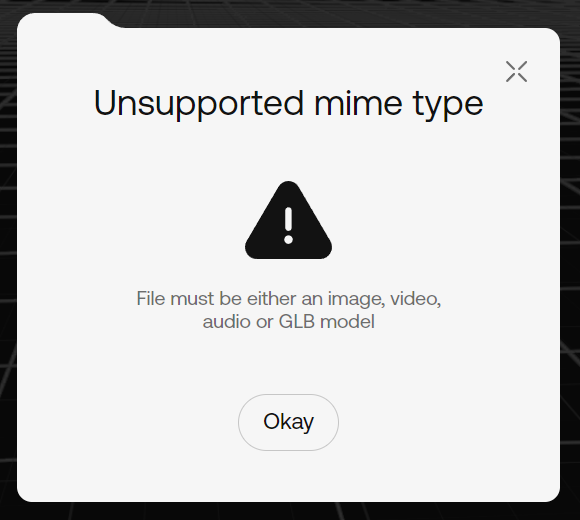 Unsupported mime type
File must be either an image, video,
audio or GLB model
Okay